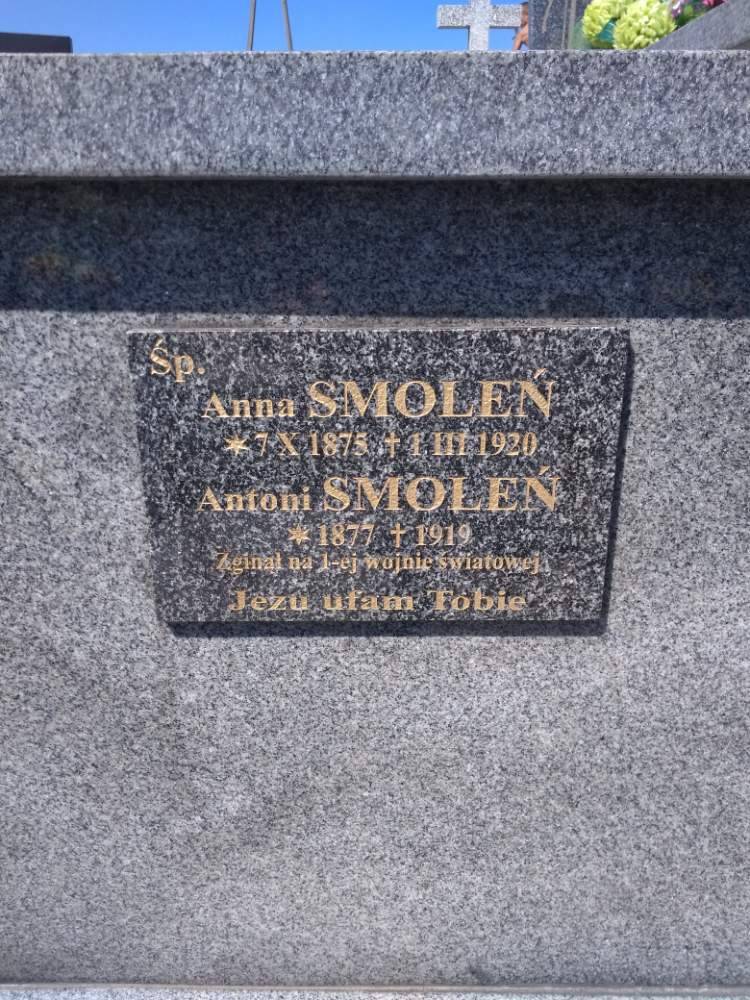 Śp.
Anna SMOLEŃ
* 7 X 1875 † 1 III 1920
Antoni SMOLEŃ
* 1877 † 1919
Zginął na 1-ej wojnie światowej
Jezu ufam Tobie